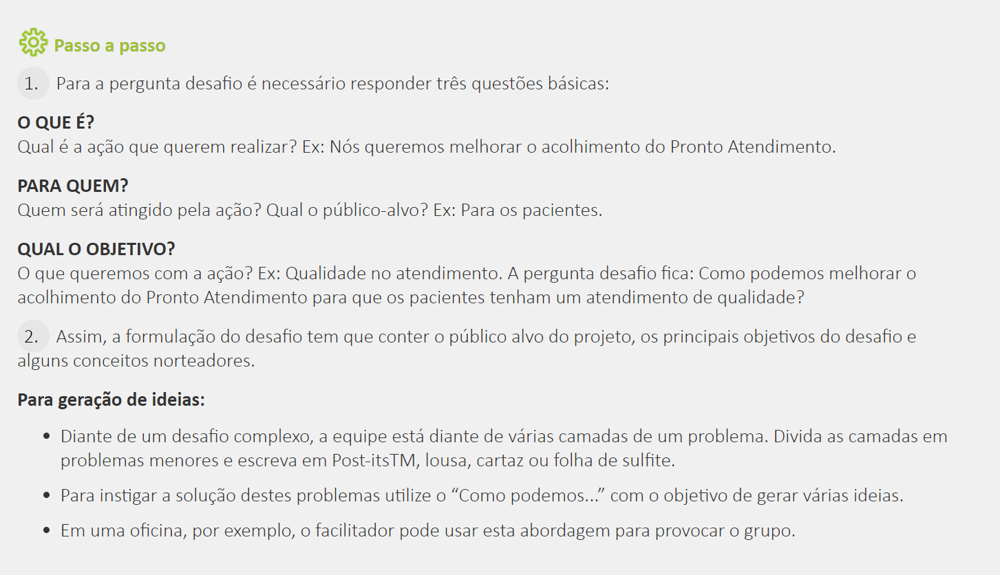 Passo a passo
1. Para a pergunta desafio é necessário responder três questões básicas:
O QUE É?
Qual é a ação que querem realizar? Ex: Nós queremos melhorar o acolhimento do Pronto Atendimento.
PARA QUEM?
Quem será atingido pela ação? Qual o público-alvo? Ex: Para os pacientes.
QUAL O OBJETIVO?
O que queremos com a ação? Ex: Qualidade no atendimento. A pergunta desafio fica: Como podemos melhorar o
acolhimento do Pronto Atendimento para que os pacientes tenham um atendimento de qualidade?
2. Assim, a formulação do desafio tem que conter o público alvo do projeto, os principais objetivos do desafio e
alguns conceitos norteadores.
Para geração de ideias:
• Diante de um desafio complexo, a equipe está diante de várias camadas de um problema. Divida as camadas em
problemas menores e escreva em Post-itsTM, lousa, cartaz ou folha de sulfite.
• Para instigar a solução destes problemas utilize o “Como podemos...” com o objetivo de gerar várias ideias.
• Em uma oficina, por exemplo, o facilitador pode usar esta abordagem para provocar o grupo.